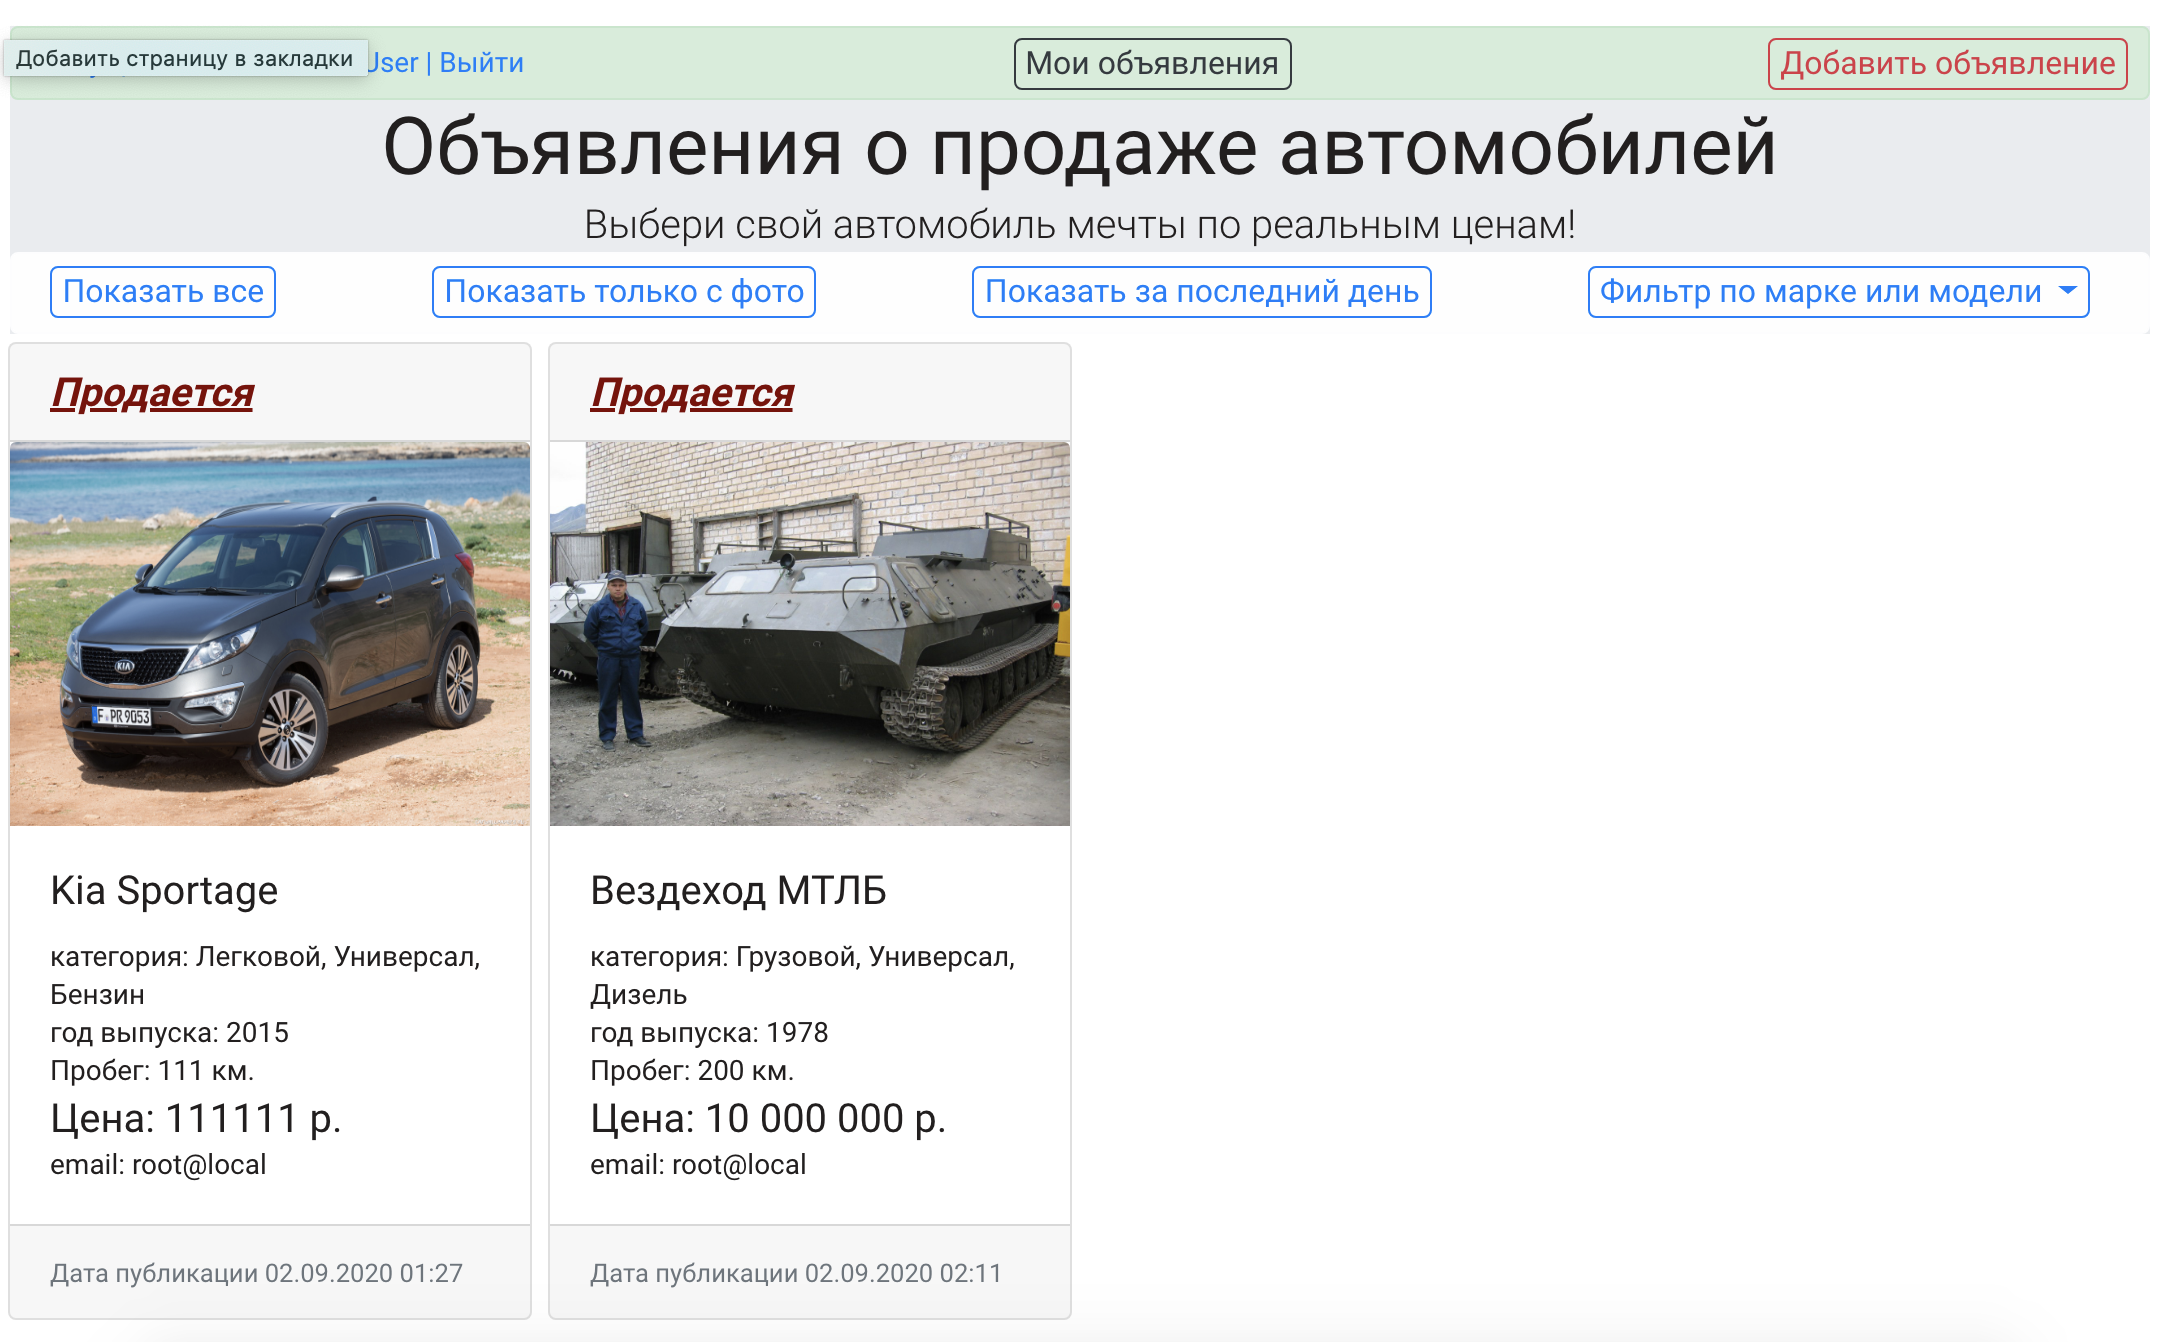 Добавить страницу в закладки
User | Выйти
Мои объявления
Добавить объявление
Объявления о продаже автомобилей
Выбери свой автомобиль мечты по реальным ценам!
Показать все
Показать только с фото
Показать за последний день
Фильтр по марке или модели
Продается
KIA
F PR 9053
Kia Sportage
категория: Легковой, Универсал,
Бензин
год выпуска: 2015
Пробег: 111 км.
Цена: 111111 р.
email: root@local
Дата публикации 02.09.2020 01:27
Продается
Вездеход МТЛБ
категория: Грузовой, Универсал,
Дизель
год выпуска: 1978
Пробег: 200 км.
Цена: 10 000 000 р.
email: root@local
Дата публикации 02.09.2020 02:11